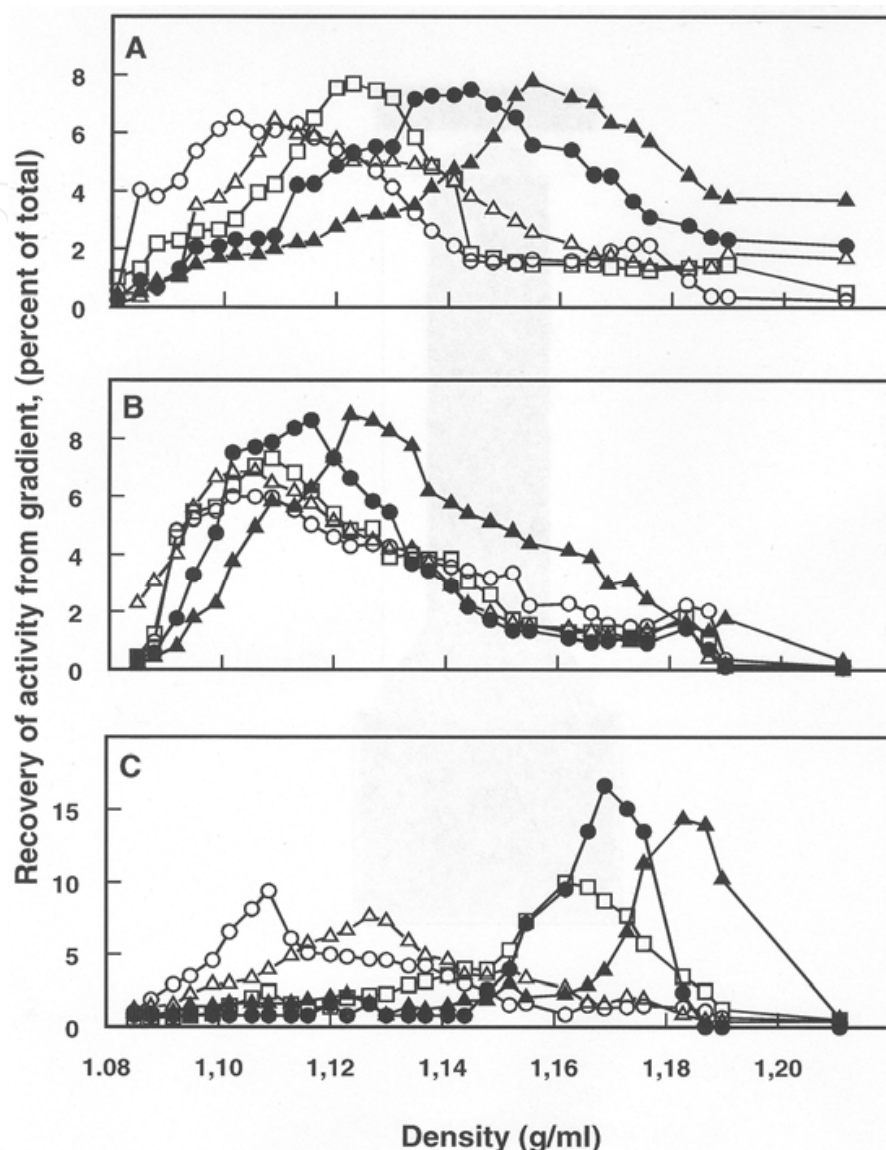 A
8
6
4
2
0
B
8
6
4
2
0
C
15
10
5
0
1.08 1,10 1,12 1,14 1,16 1,18 1,20
Density (g/ml)
Recovery of activity from gradient, (percent of total)